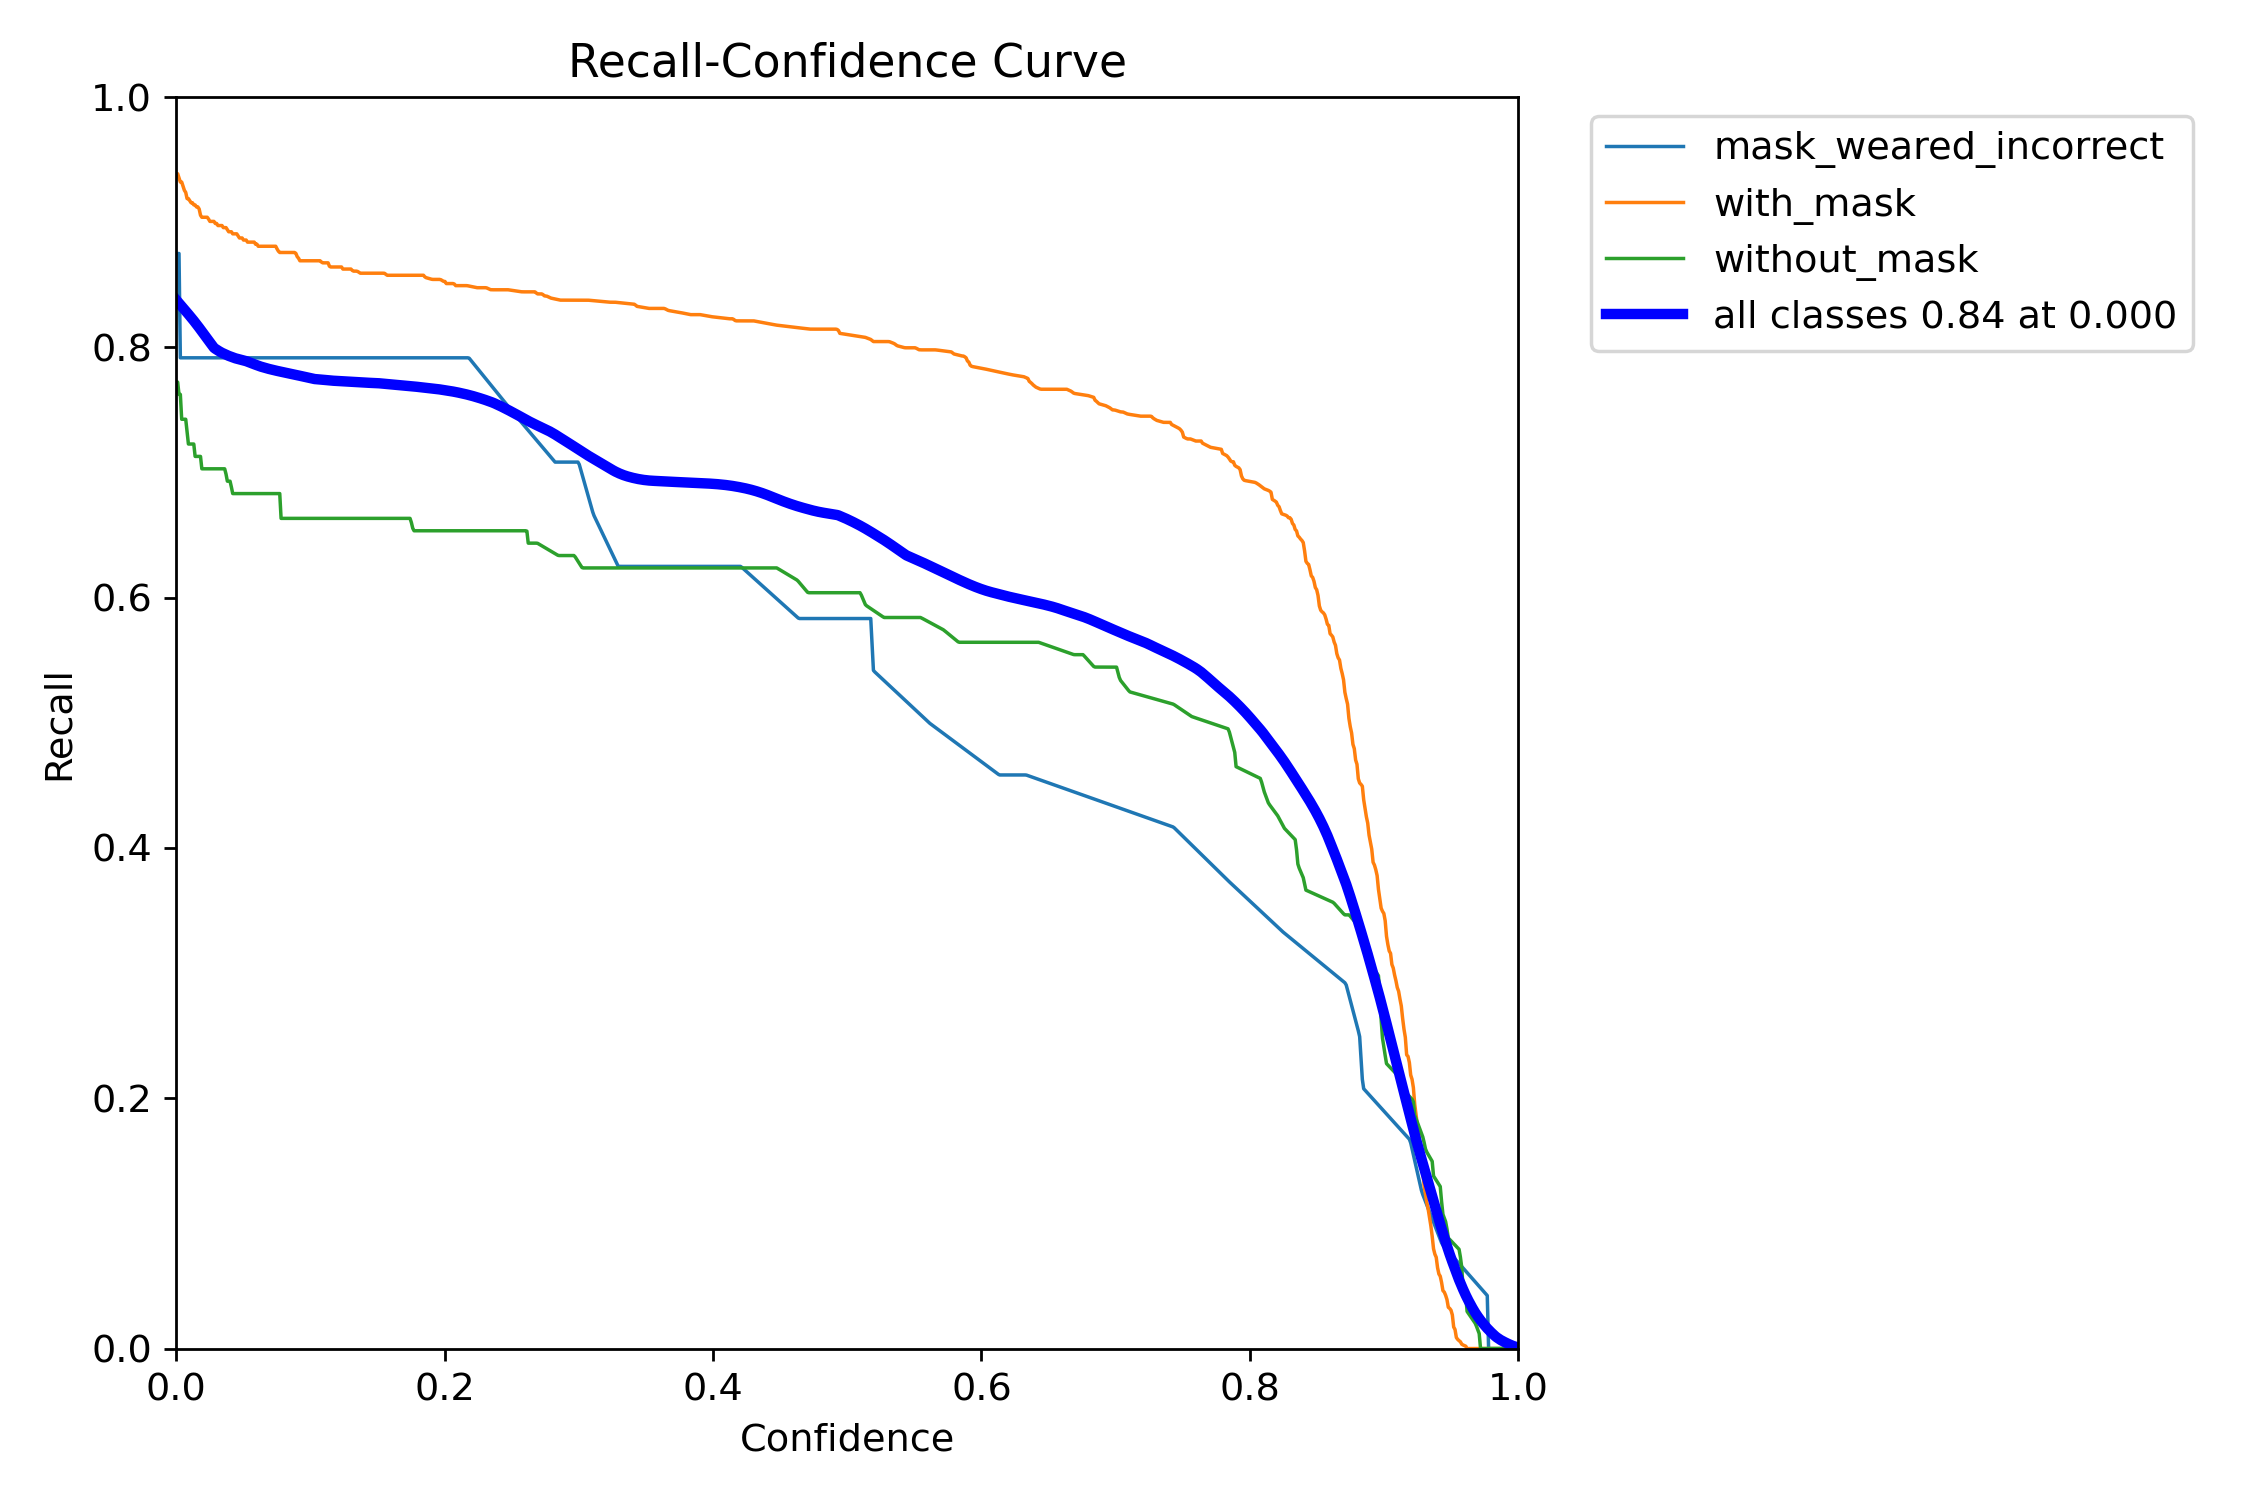 Recall-Confidence Curve
1.0
0.8
0.6
0.4
0.2
0.0
Recall
0.0 0.2 0.4 0.6 0.8 1.0
Confidence
mask_weared_incorrect
with_mask
without_mask
all classes 0.84 at 0.000